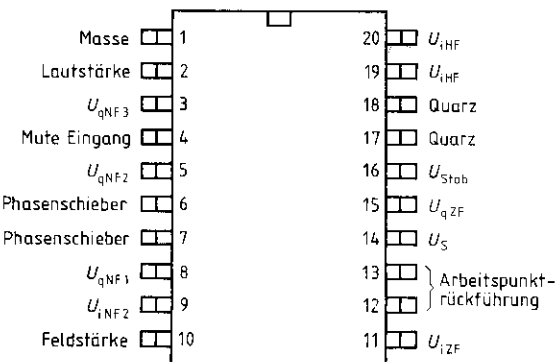 Masse 1 20 U_iHF
Lautstärke 2 19 U_iHF
U_qNF3 3 18 Quarz
Mute Eingang 4 17 Quarz
U_qNF2 5 16 U_Stab
Phasenschieber 6 15 U_qZF
Phasenschieber 7 14 U_S
U_qNF1 8 13 Arbeitspunkt-
U_iNF2 9 12 rückführung
Feldstärke 10 11 U_iZF